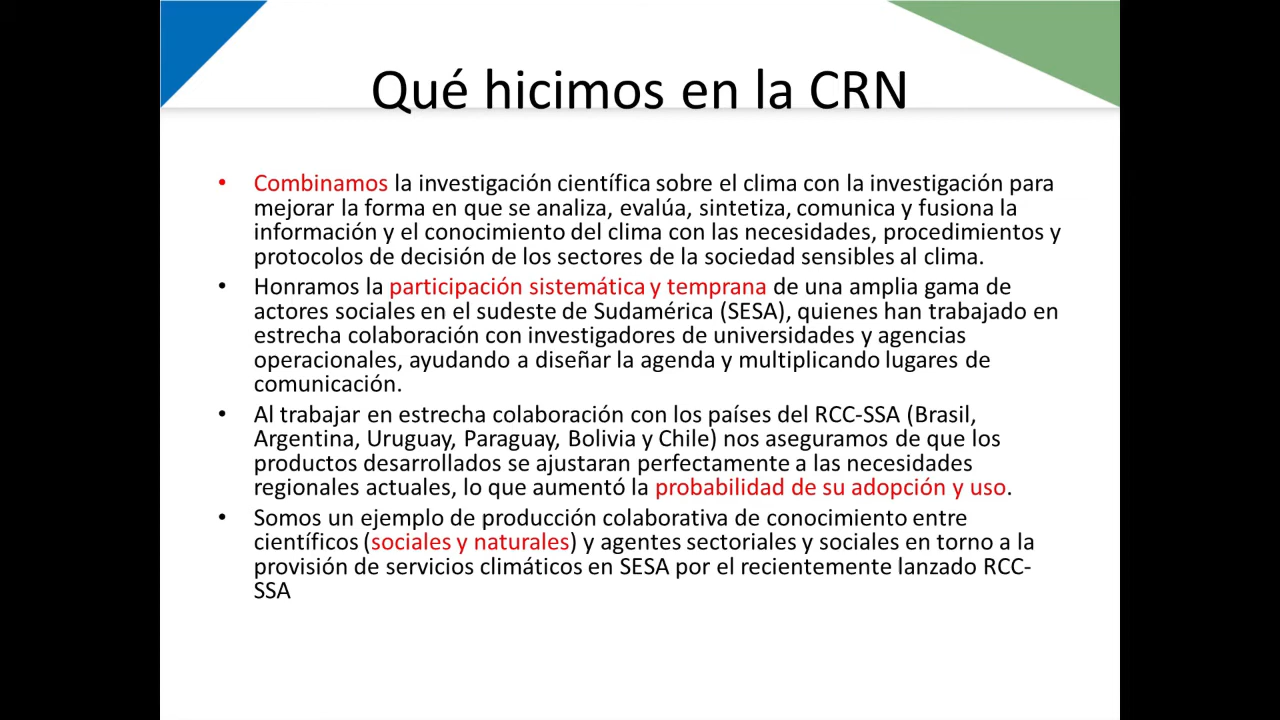 Qué hicimos en la CRN
• Combinamos la investigación científica sobre el clima con la investigación para
mejorar la forma en que se analiza, evalúa, sintetiza, comunica y fusiona la
información y el conocimiento del clima con las necesidades, procedimientos y
protocolos de decisión de los sectores de la sociedad sensibles al clima.
• Honramos la participación sistemática y temprana de una amplia gama de
actores sociales en el sudeste de Sudamérica (SESA), quienes han trabajado en
estrecha colaboración con investigadores de universidades y agencias
operacionales, ayudando a diseñar la agenda y multiplicando lugares de
comunicación.
• Al trabajar en estrecha colaboración con los países del RCC-SSA (Brasil,
Argentina, Uruguay, Paraguay, Bolivia y Chile) nos aseguramos de que los
productos desarrollados se ajustaran perfectamente a las necesidades
regionales actuales, lo que aumentó la probabilidad de su adopción y uso.
• Somos un ejemplo de producción colaborativa de conocimiento entre
científicos (sociales y naturales) y agentes sectoriales y sociales en torno a la
provisión de servicios climáticos en SESA por el recientemente lanzado RCC-
SSA